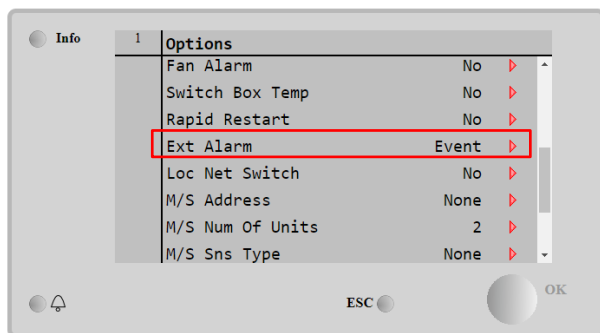 Info
1 Options
Fan Alarm No
Switch Box Temp No
Rapid Restart No
Ext Alarm Event
Loc Net Switch No
M/S Address None
M/S Num Of Units 2
M/S Sns Type None
ESC OK